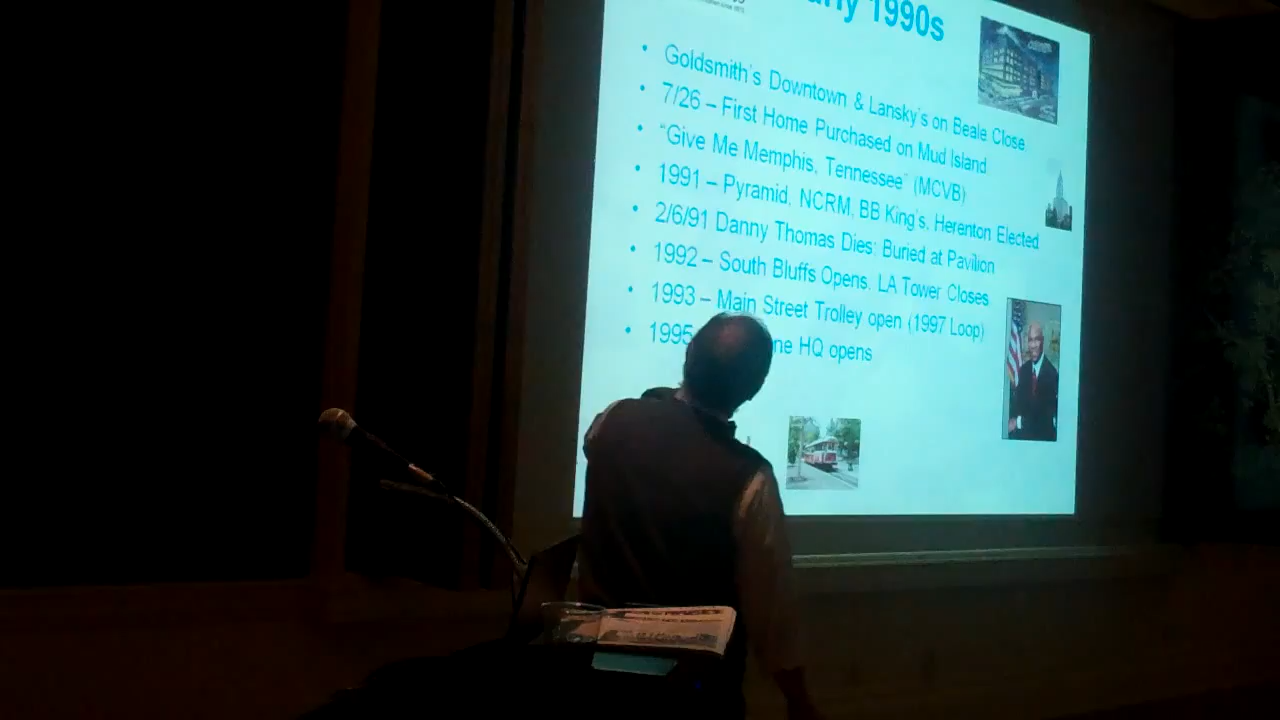 1990s
• Goldsmith's Downtown & Lansky's on Beale Close
• 7/26 – First Home Purchased on Mud Island
• "Give Me Memphis, Tennessee" (MCVB)
• 1991 – Pyramid, NCRM, BB King's, Herenton Elected
• 2/6/91 Danny Thomas Dies; Buried at Pavilion
• 1992 – South Bluffs Opens, LA Tower Closes
• 1993 – Main Street Trolley open (1997 Loop)
• 1995 ne HQ opens